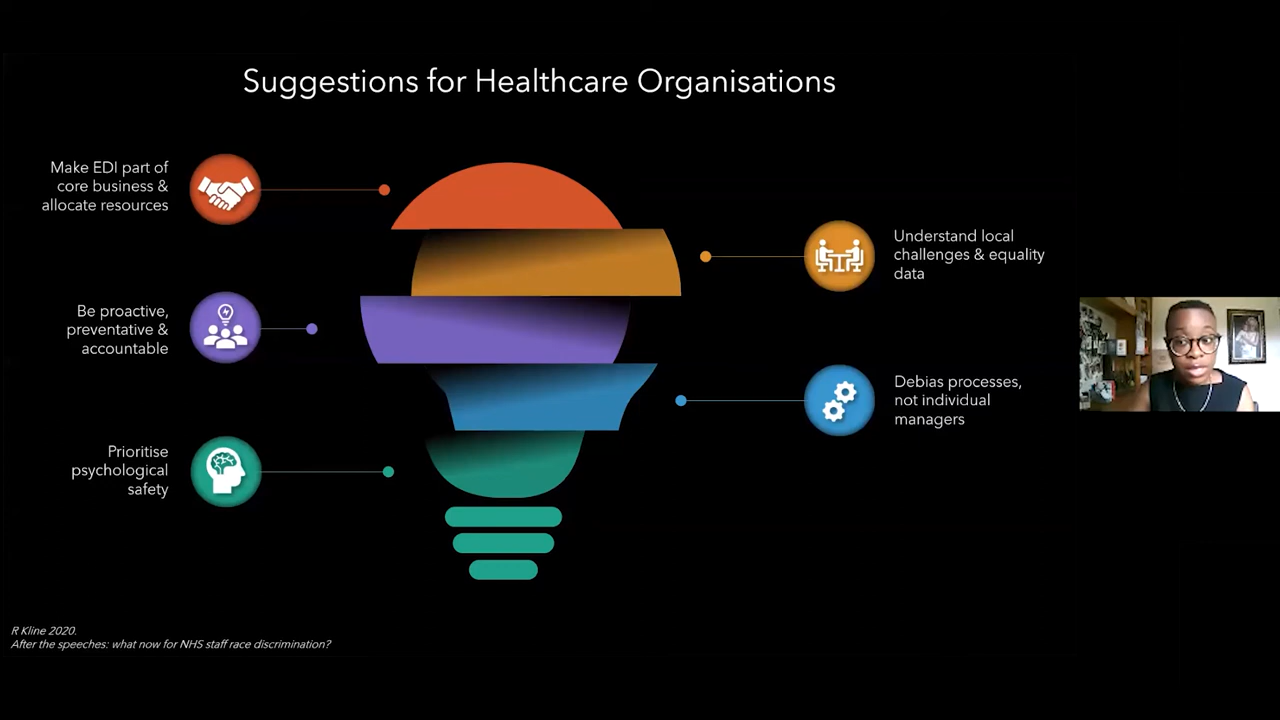 Suggestions for Healthcare Organisations
Make EDI part of
core business &
allocate resources
Understand local
challenges & equality
data
Be proactive,
preventative &
accountable
Debias processes,
not individual
managers
Prioritise
psychological
safety
R Kline 2020.
After the speeches: what now for NHS staff race discrimination?